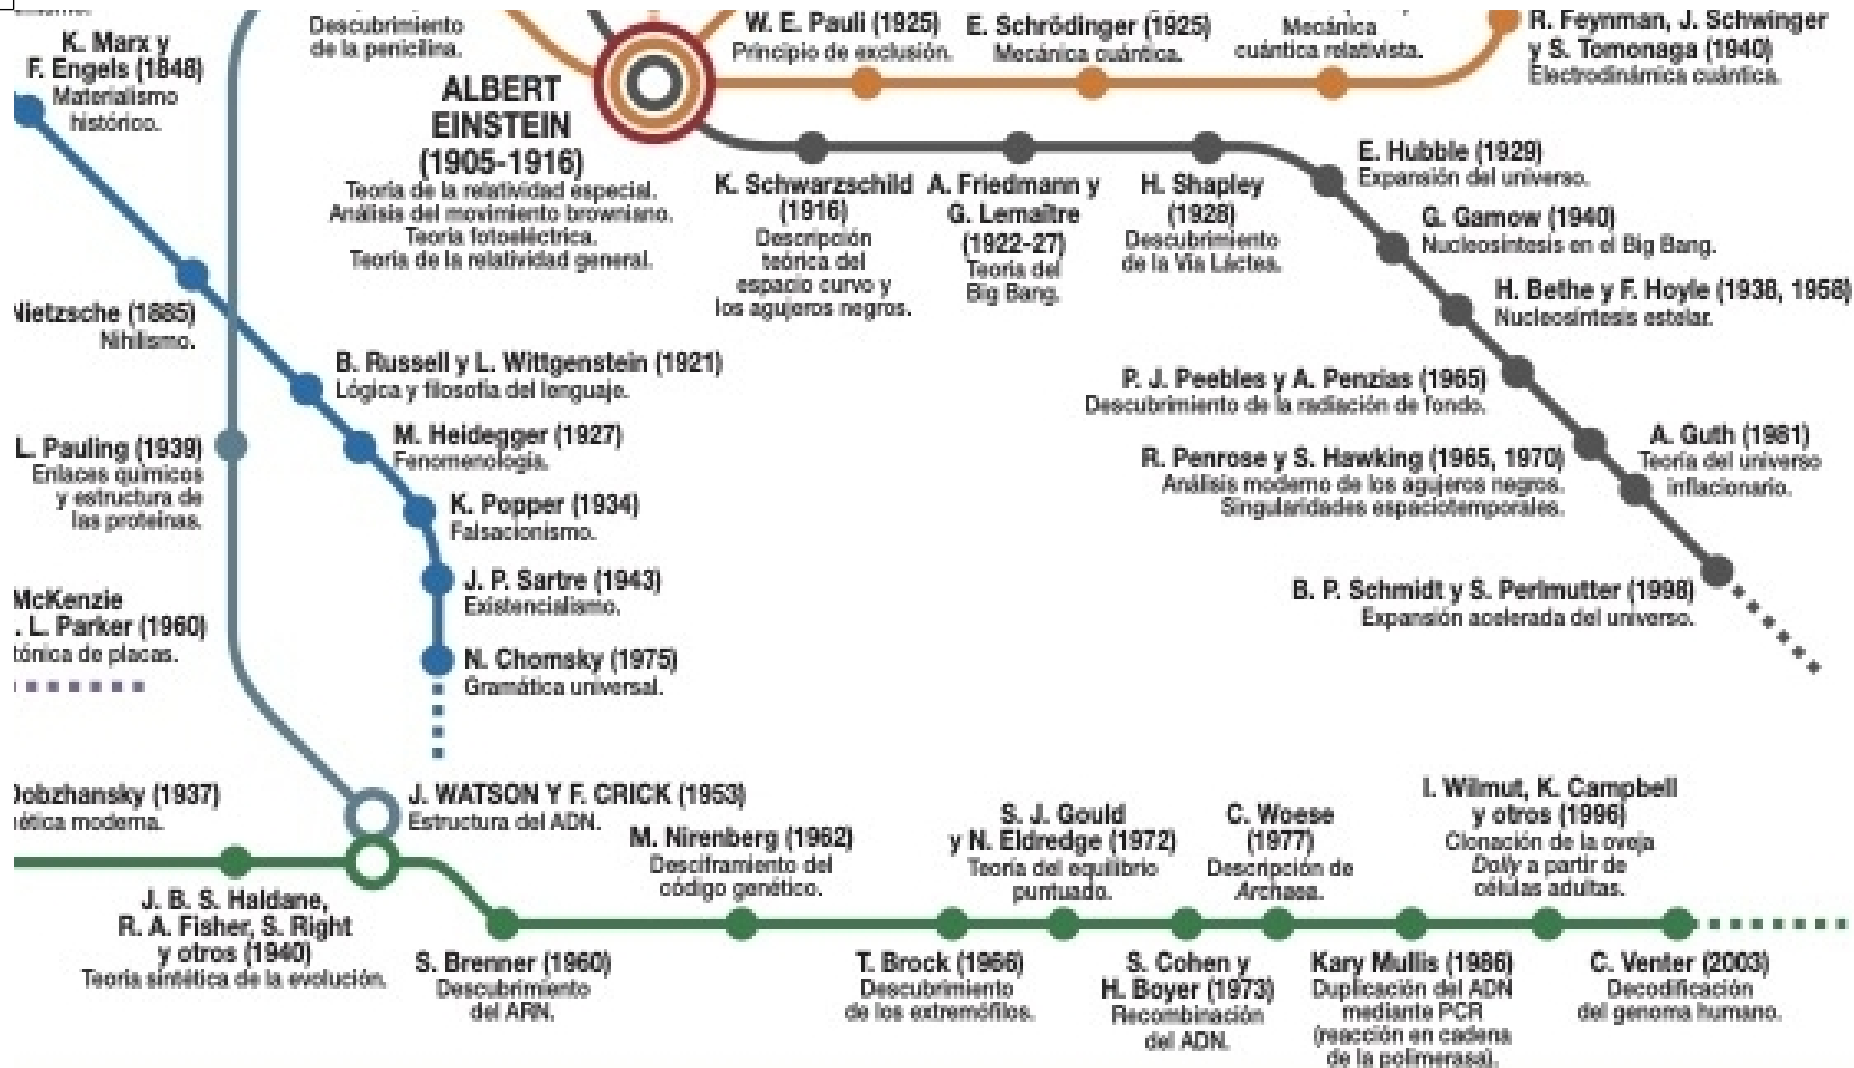 K. Marx y
F. Engels (1848)
Materialismo
histórico.
Descubrimiento
de la penicilina.
ALBERT
EINSTEIN
(1905-1916)
Teoría de la relatividad especial.
Análisis del movimiento browniano.
Teoría fotoeléctrica.
Teoría de la relatividad general.
W. E. Pauli (1925)
Principio de exclusión.
E. Schrödinger (1925)
Mecánica cuántica.
Mecánica
cuántica relativista.
R. Feynman, J. Schwinger
y S. Tomonaga (1940)
Electrodinámica cuántica.
K. Schwarzschild
(1916)
Descripción
teórica del
espacio curvo y
los agujeros negros.
A. Friedmann y
G. Lemaître
(1922-27)
Teoría del
Big Bang.
H. Shapley
(1928)
Descubrimiento
de la Vía Láctea.
E. Hubble (1929)
Expansión del universo.
G. Gamow (1940)
Nucleosíntesis en el Big Bang.
H. Bethe y F. Hoyle (1938, 1958)
Nucleosíntesis estelar.
P. J. Peebles y A. Penzias (1965)
Descubrimiento de la radiación de fondo.
R. Penrose y S. Hawking (1965, 1970)
Análisis moderno de los agujeros negros.
Singularidades espaciotemporales.
A. Guth (1981)
Teoría del universo
inflacionario.
B. P. Schmidt y S. Perlmutter (1998)
Expansión acelerada del universo.
Nietzsche (1885)
Nihilismo.
B. Russell y L. Wittgenstein (1921)
Lógica y filosofía del lenguaje.
M. Heidegger (1927)
Fenomenología.
K. Popper (1934)
Falsacionismo.
J. P. Sartre (1943)
Existencialismo.
N. Chomsky (1975)
Gramática universal.
L. Pauling (1939)
Enlaces químicos
y estructura de
las proteínas.
McKenzie
. L. Parker (1960)
tónica de placas.
Dobzhansky (1937)
ética moderna.
J. WATSON Y F. CRICK (1953)
Estructura del ADN.
J. B. S. Haldane,
R. A. Fisher, S. Right
y otros (1940)
Teoría sintética de la evolución.
S. Brenner (1960)
Descubrimiento
del ARN.
M. Nirenberg (1962)
Desciframiento del
código genético.
T. Brock (1966)
Descubrimiento
de los extremófilos.
S. J. Gould
y N. Eldredge (1972)
Teoría del equilibrio
puntuado.
S. Cohen y
H. Boyer (1973)
Recombinación
del ADN.
C. Woese
(1977)
Descripción de
Archaea.
Kary Mullis (1986)
Duplicación del ADN
mediante PCR
(reacción en cadena
de la polimerasa).
I. Wilmut, K. Campbell
y otros (1996)
Clonación de la oveja
Dolly a partir de
células adultas.
C. Venter (2003)
Decodificación
del genoma humano.